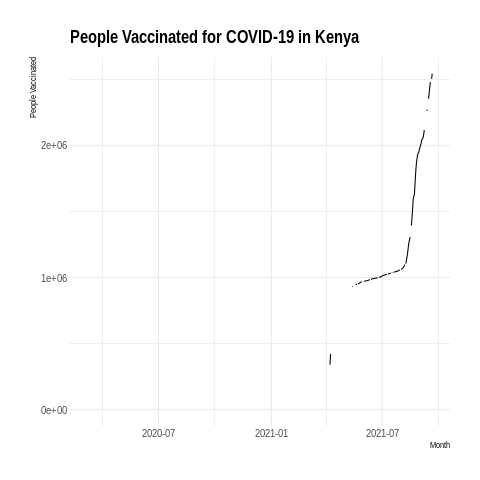 People Vaccinated for COVID-19 in Kenya
People Vaccinated
2e+06
1e+06
0e+00
2020-07
2021-01
2021-07
Month